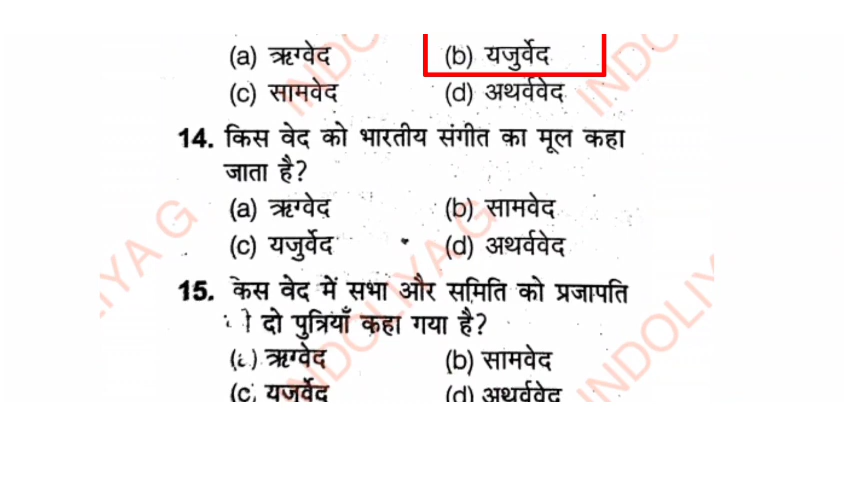 (a) ऋग्वेद (b) यजुर्वेद
(c) सामवेद (d) अथर्ववेद
14. किस वेद को भारतीय संगीत का मूल कहा
जाता है?
(a) ऋग्वेद (b) सामवेद
(c) यजुर्वेद (d) अथर्ववेद
15. केस वेद में सभा और समिति को प्रजापति
दो पुत्रियाँ कहा गया है?
ऋग्वेद (b) सामवेद
(c) यजुर्वेद (d) अथर्ववेद
INDOLIYA G